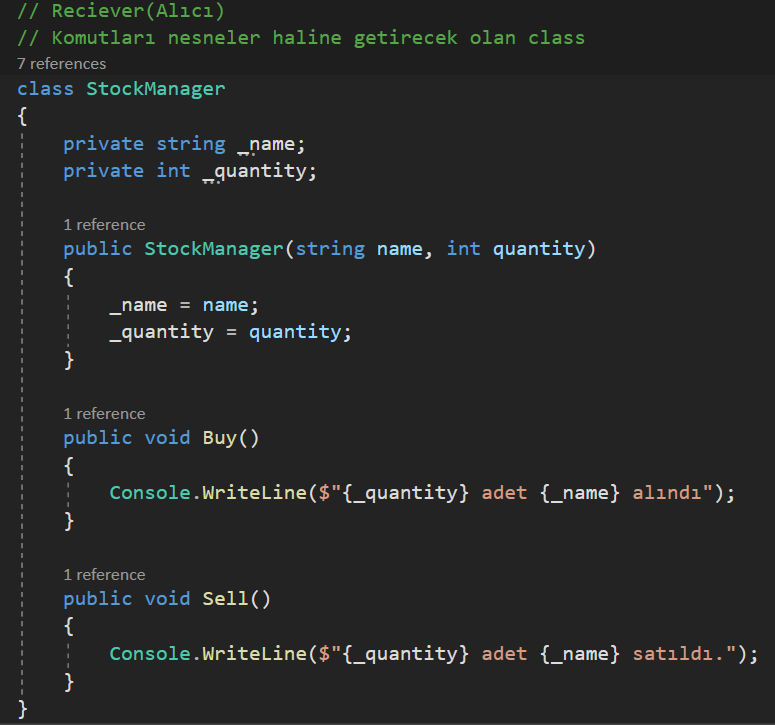 // Reciever(Alıcı)
// Komutları nesneler haline getirecek olan class
7 references
class StockManager
{
private string _name;
private int _quantity;
1 reference
public StockManager(string name, int quantity)
{
_name = name;
_quantity = quantity;
}
1 reference
public void Buy()
{
Console.WriteLine($"{_quantity} adet {_name} alındı");
}
1 reference
public void Sell()
{
Console.WriteLine($"{_quantity} adet {_name} satıldı.");
}
}